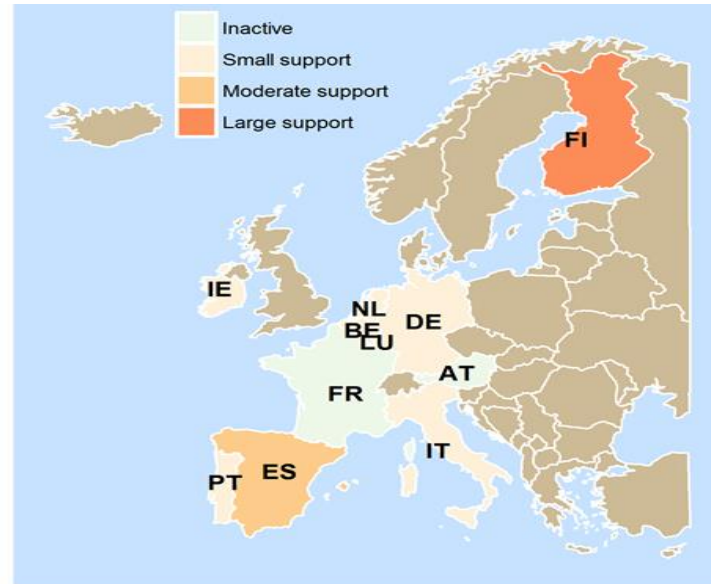 Inactive
Small support
Moderate support
Large support
FI
IE
NL
BE
DE
LU
AT
FR
IT
PT
ES